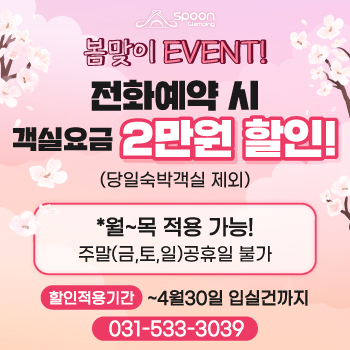 spoon
Glamping
봄맞이 EVENT!
전화예약 시
객실요금 2만원 할인!
(당일숙박객실 제외)
*월~목 적용 가능!
주말(금,토,일)공휴일 불가
할인적용기간 ~4월30일 입실건까지
031-533-3039